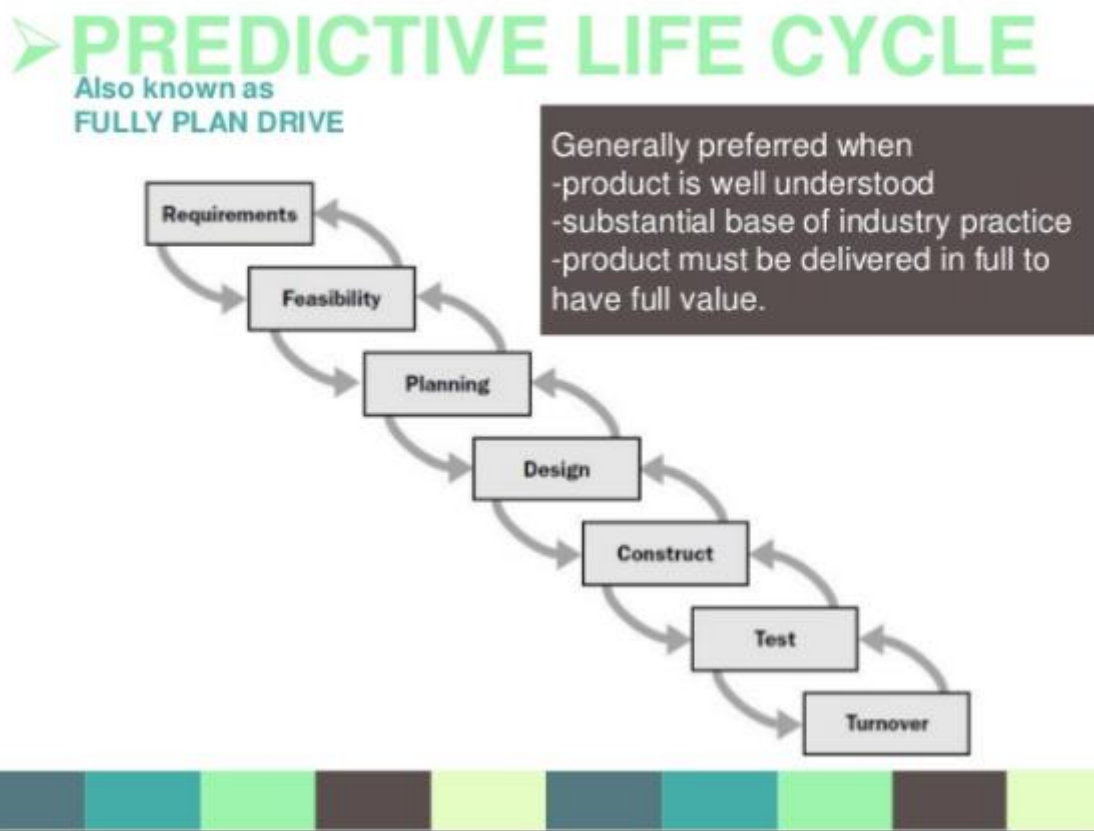 PREDICTIVE LIFE CYCLE
Also known as
FULLY PLAN DRIVE
Generally preferred when
-product is well understood
-substantial base of industry practice
-product must be delivered in full to
have full value.
Requirements
Feasibility
Planning
Design
Construct
Test
Turnover